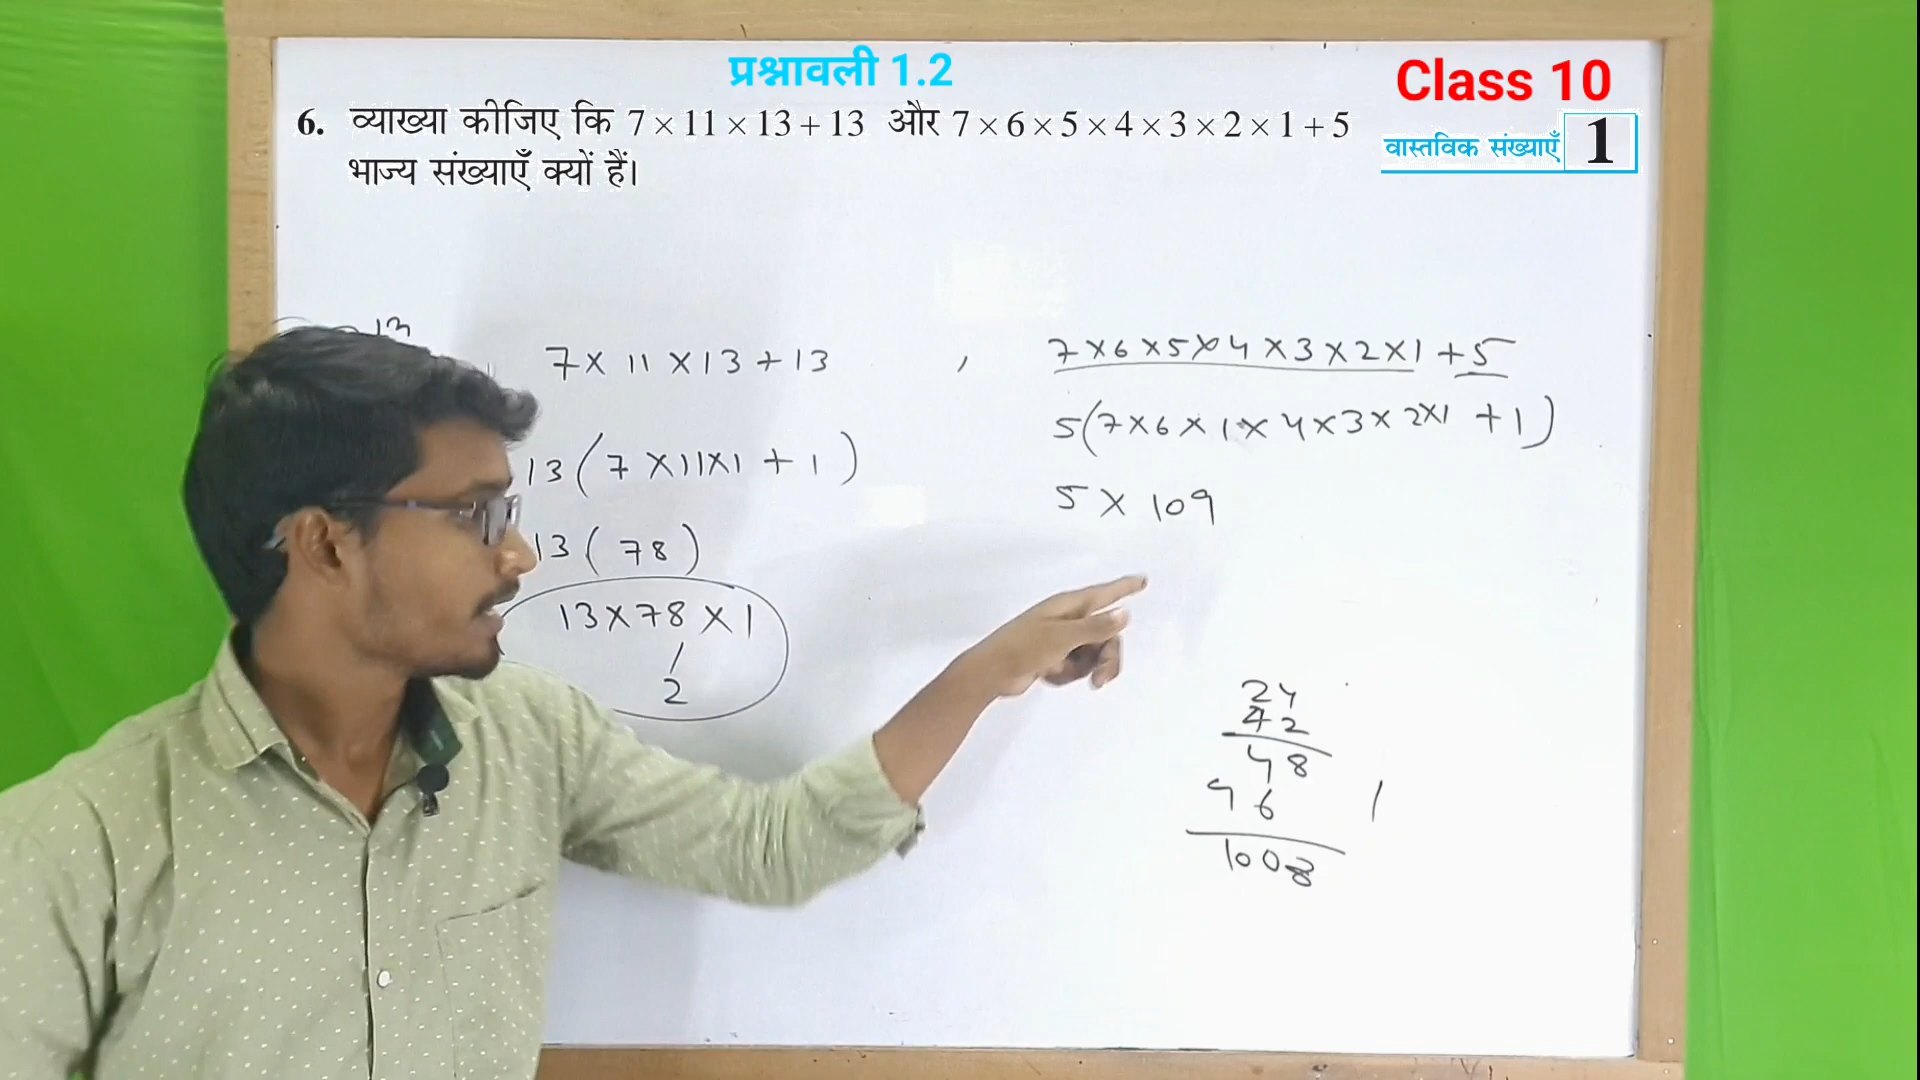 प्रश्नावली 1.2
Class 10
6. व्याख्या कीजिए कि 7 × 11 × 13 + 13 और 7 × 6 × 5 × 4 × 3 × 2 × 1 + 5
भाज्य संख्याएँ क्यों हैं।
वास्तविक संख्याएँ 1
13
7 × 11 × 13 + 13 ,
13 ( 7 × 11 × 1 + 1 )
13 ( 78 )
13 × 78 × 1
2
7 × 6 × 5 × 4 × 3 × 2 × 1 + 5
5 ( 7 × 6 × 1 × 4 × 3 × 2 × 1 + 1 )
5 × 109
24
42
48
96
1
1008